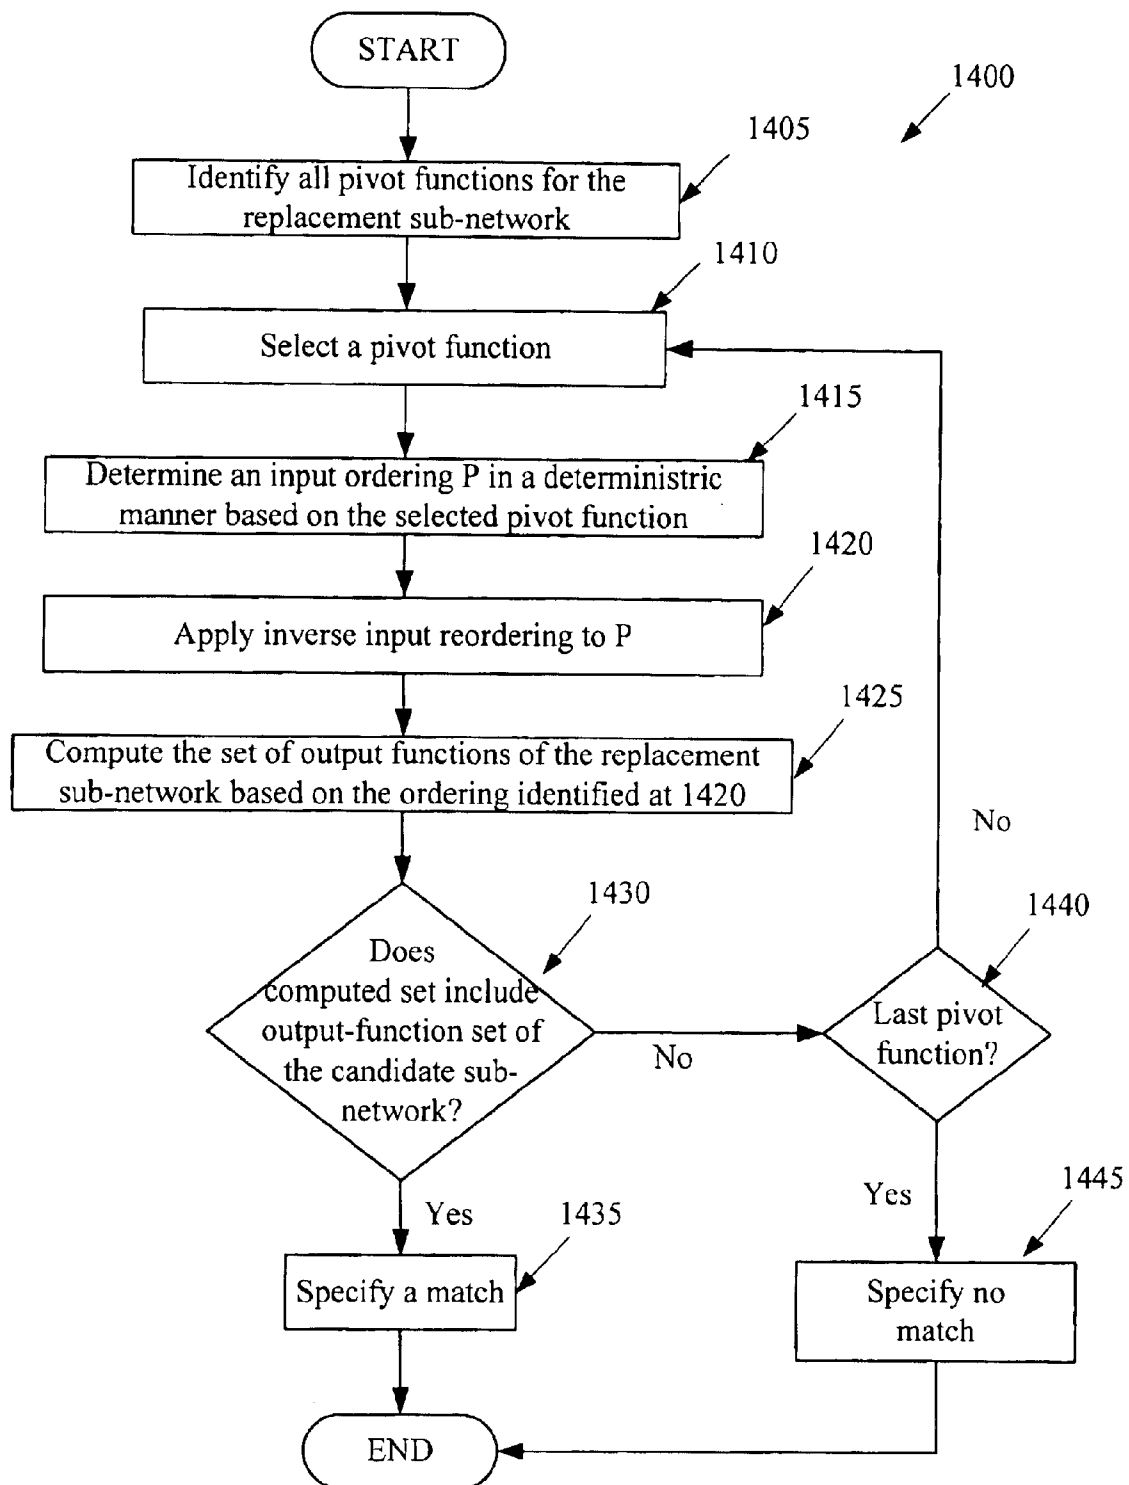 START
1400
1405
Identify all pivot functions for the
replacement sub-network
1410
Select a pivot function
1415
Determine an input ordering P in a deterministric
manner based on the selected pivot function
1420
Apply inverse input reordering to P
1425
Compute the set of output functions of the replacement
sub-network based on the ordering identified at 1420
No
1430
1440
Does
computed set include
output-function set of
the candidate sub-
network?
No
Last pivot
function?
Yes
Yes
1435
1445
Specify a match
Specify no
match
END